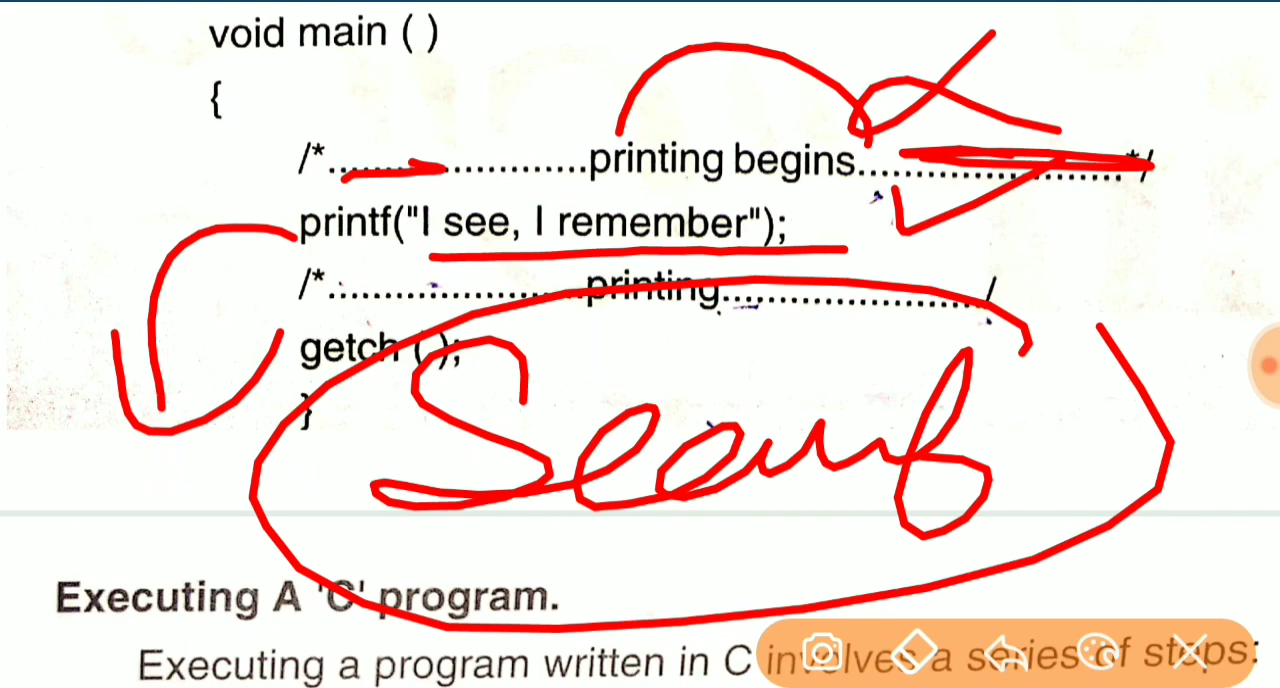 void main ( )
{
/*.............................printing begins..............................*/
printf("I see, I remember");
/*.............................printing............................./
getch ( );
}
Scanf
Executing A 'C' program.
Executing a program written in C involves a series of steps: